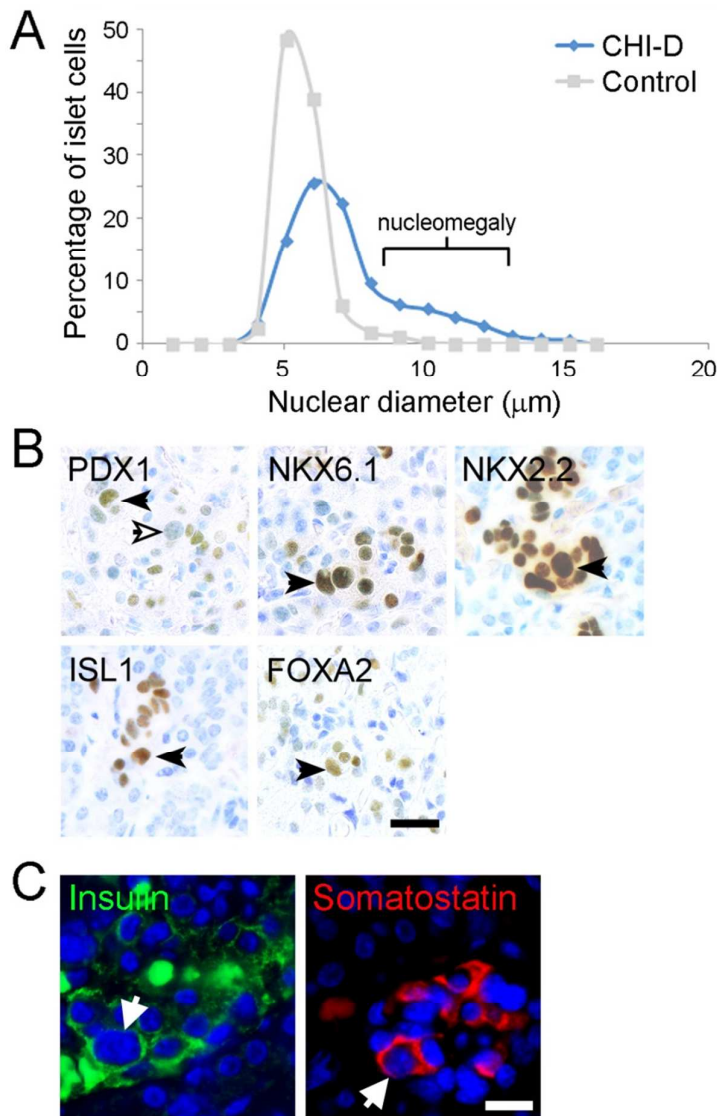 A
Percentage of islet cells
50
40
30
20
10
0
CHI-D
Control
nucleomegaly
0
5
10
15
20
Nuclear diameter (μm)
B
PDX1
NKX6.1
NKX2.2
ISL1
FOXA2
C
Insulin
Somatostatin